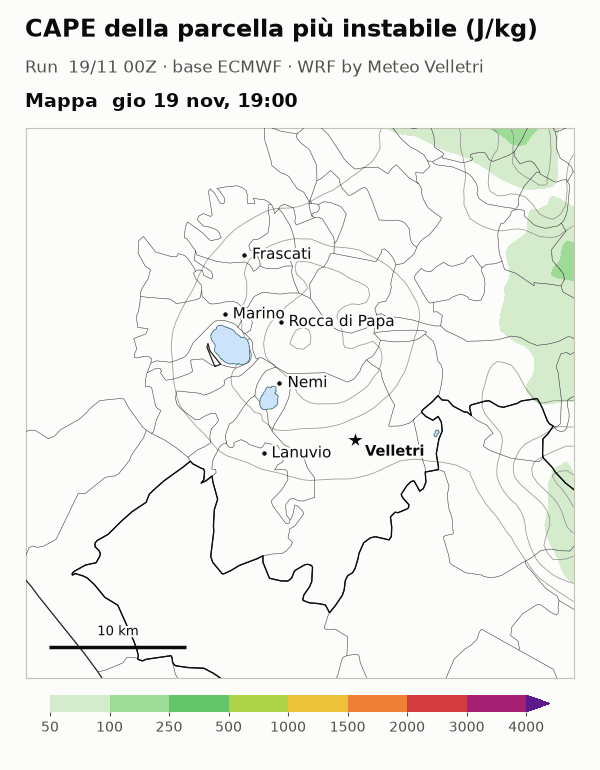 CAPE della parcella più instabile (J/kg)
Run  19/11 00Z · base ECMWF · WRF by Meteo Velletri
Mappa  gio 19 nov, 19:00
Frascati
Marino
Rocca di Papa
Nemi
Velletri
Lanuvio
10 km
50 100 250 500 1000 1500 2000 3000 4000